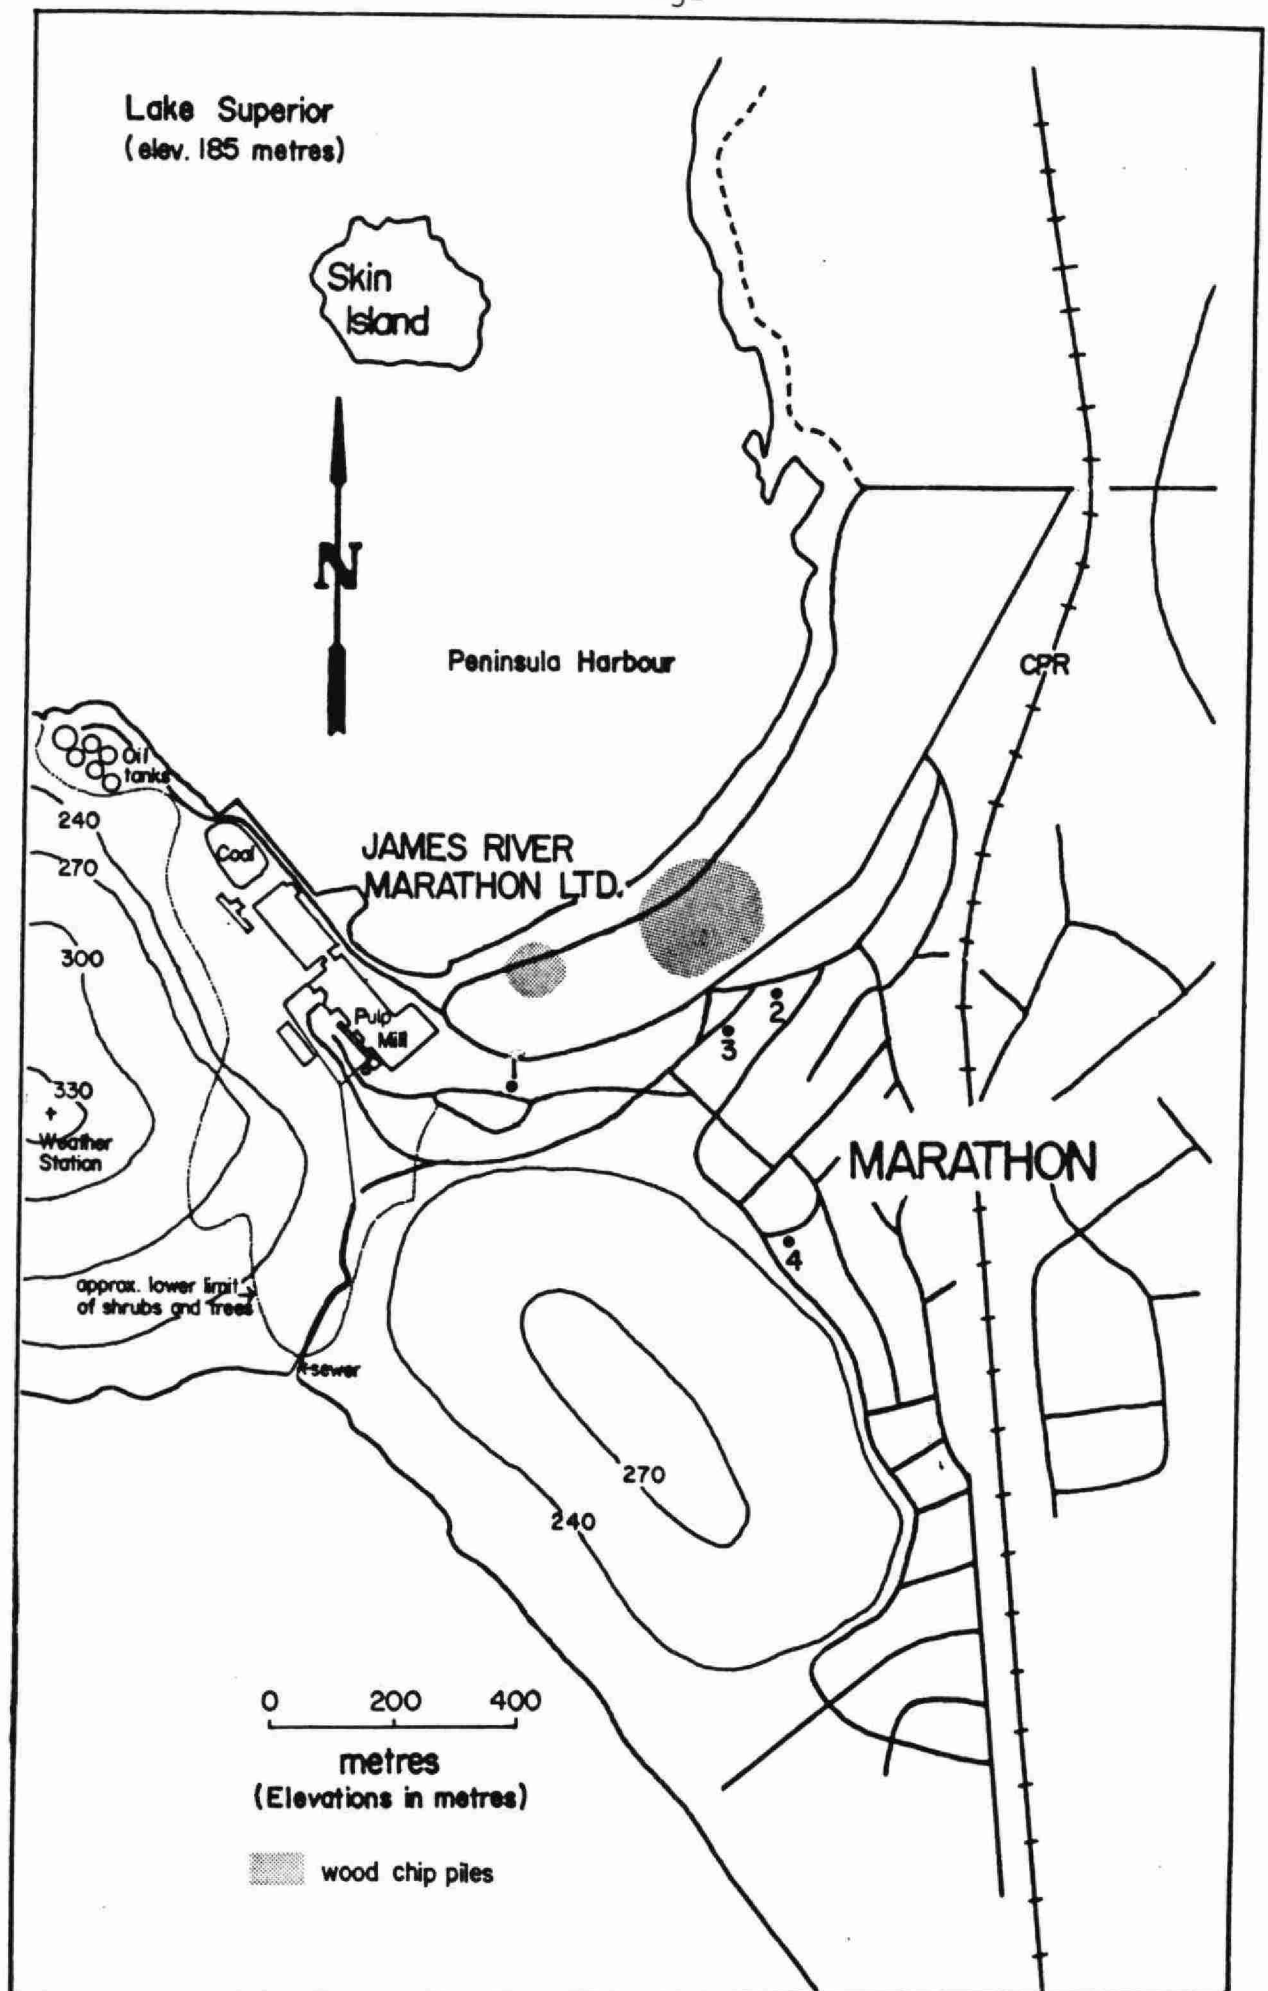 Lake Superior
(elev. 185 metres)
Skin
Island
N
Peninsula Harbour
CPR
Oil
tanks
240
270
Coal
JAMES RIVER
MARATHON LTD.
300
Pulp
Mill
2
3
1
330
Weather
Station
MARATHON
4
approx. lower limit
of shrubs and trees
sewer
270
240
0 200 400
metres
(Elevations in metres)
wood chip piles